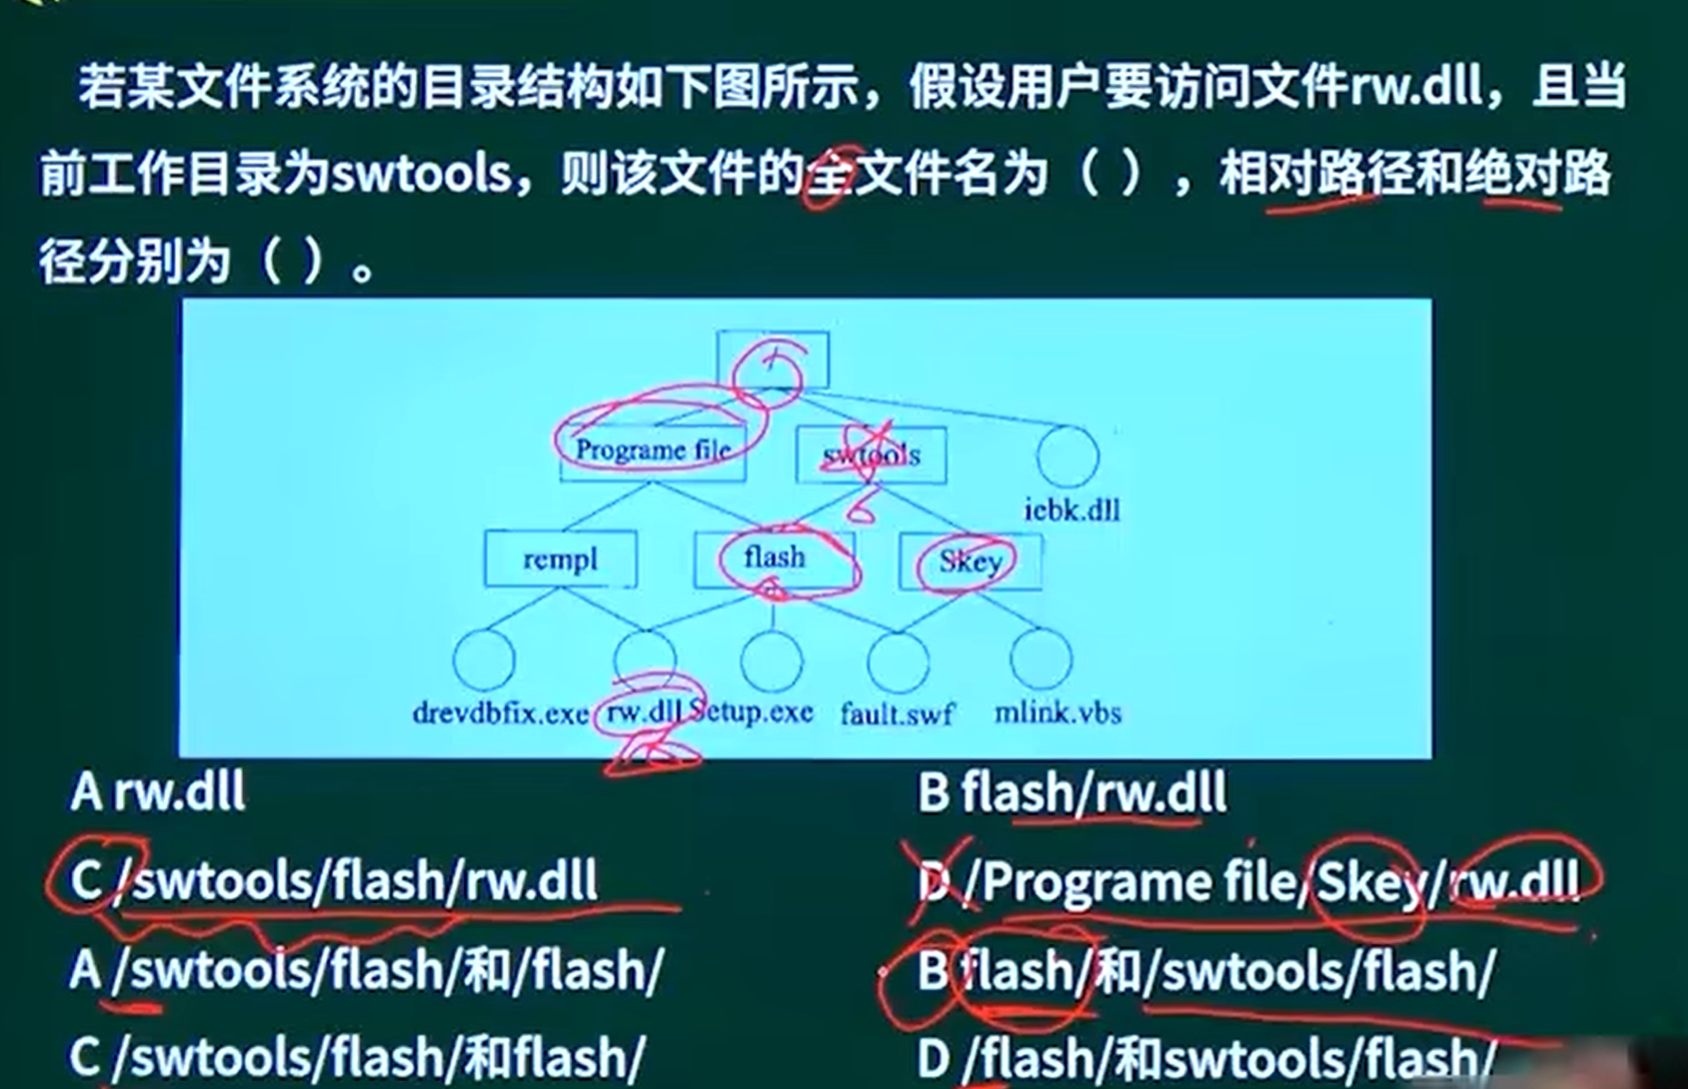 若某文件系统的目录结构如下图所示，假设用户要访问文件rw.dll，且当
前工作目录为swtools，则该文件的全文件名为（ ），相对路径和绝对路
径分别为（ ）。
/
Programe file
swtools
icbk.dll
rempl
flash
Skey
drevdbfix.exe
rw.dll
Setup.exe
fault.swf
mlink.vbs
A rw.dll
B flash/rw.dll
C /swtools/flash/rw.dll
D /Programe file/Skey/rw.dll
A /swtools/flash/和/flash/
B flash/和/swtools/flash/
C /swtools/flash/和flash/
D /flash/和swtools/flash/